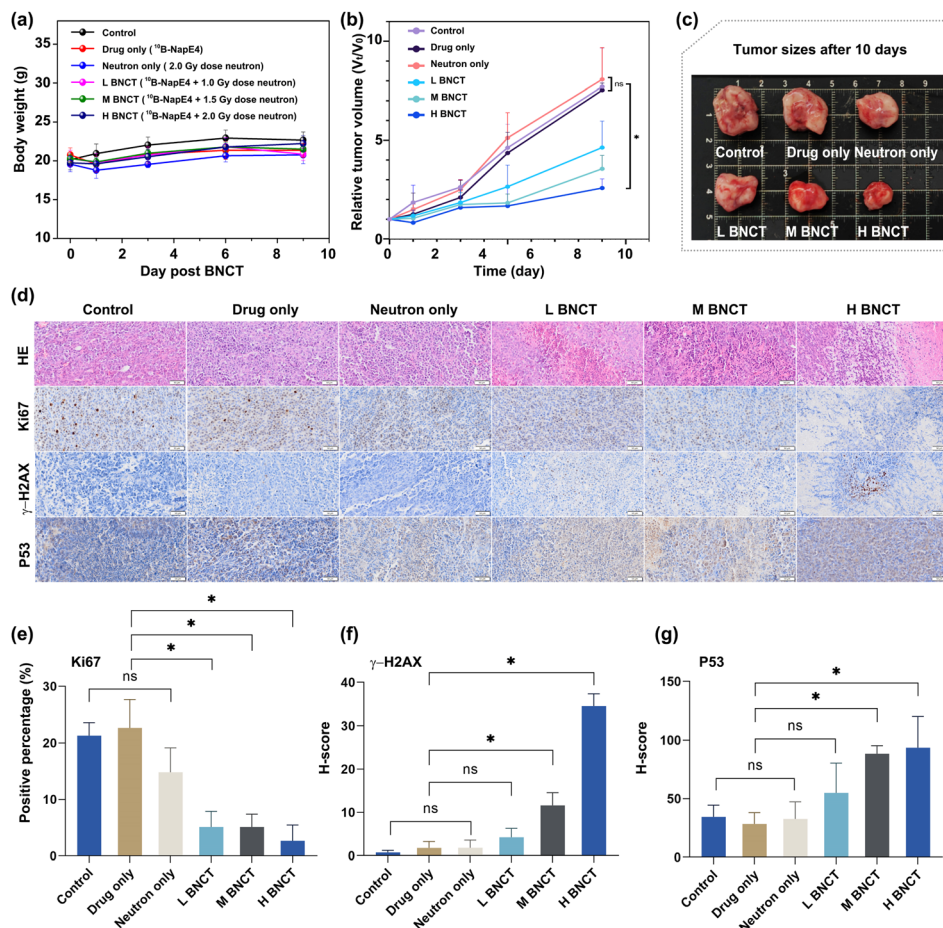 (a)
Body weight (g)
35
30
25
20
15
10
Control
Drug only ( ¹⁰B-NapE4)
Neutron only (2.0 Gy dose neutron)
L BNCT (¹⁰B-NapE4 + 1.0 Gy dose neutron)
M BNCT (¹⁰B-NapE4 + 1.5 Gy dose neutron)
H BNCT (¹⁰B-NapE4 + 2.0 Gy dose neutron)
0 2 4 6 8 10
Day post BNCT
(b)
Relative tumor volume (Vₜ/V₀)
10
5
0
Control
Drug only
Neutron only
L BNCT
M BNCT
H BNCT
ns
*
0 2 4 6 8 10
Time (day)
(c)
Tumor sizes after 10 days
Control Drug only Neutron only
L BNCT M BNCT H BNCT
(d)
Control Drug only Neutron only L BNCT M BNCT H BNCT
HE
Ki67
γ−H2AX
P53
(e)
Ki67
Positive percentage (%)
30
20
10
0
ns
*
*
*
Control Drug only Neutron only L BNCT M BNCT H BNCT
(f)
γ−H2AX
H-score
40
30
20
10
0
ns
ns
*
*
Control Drug only Neutron only L BNCT M BNCT H BNCT
(g)
P53
H-score
150
100
50
0
ns
ns
*
*
Control Drug only Neutron only L BNCT M BNCT H BNCT